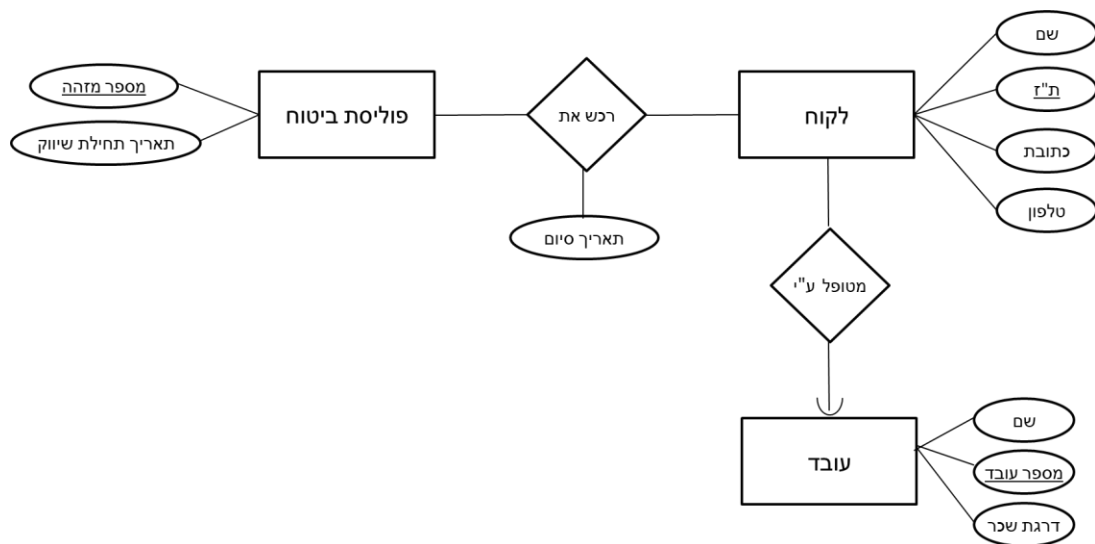 שם
ת"ז
כתובת
טלפון
לקוח
רכש את
פוליסת ביטוח
מספר מזהה
תאריך תחילת שיווק
תאריך סיום
מטופל ע"י
עובד
שם
מספר עובד
דרגת שכר